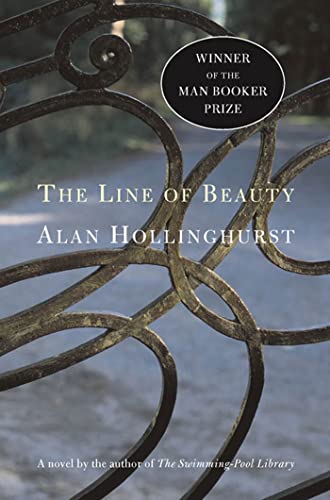 WINNER
OF THE
MAN BOOKER
PRIZE
THE LINE OF BEAUTY
ALAN HOLLINGHURST
A novel by the author of The Swimming-Pool Library